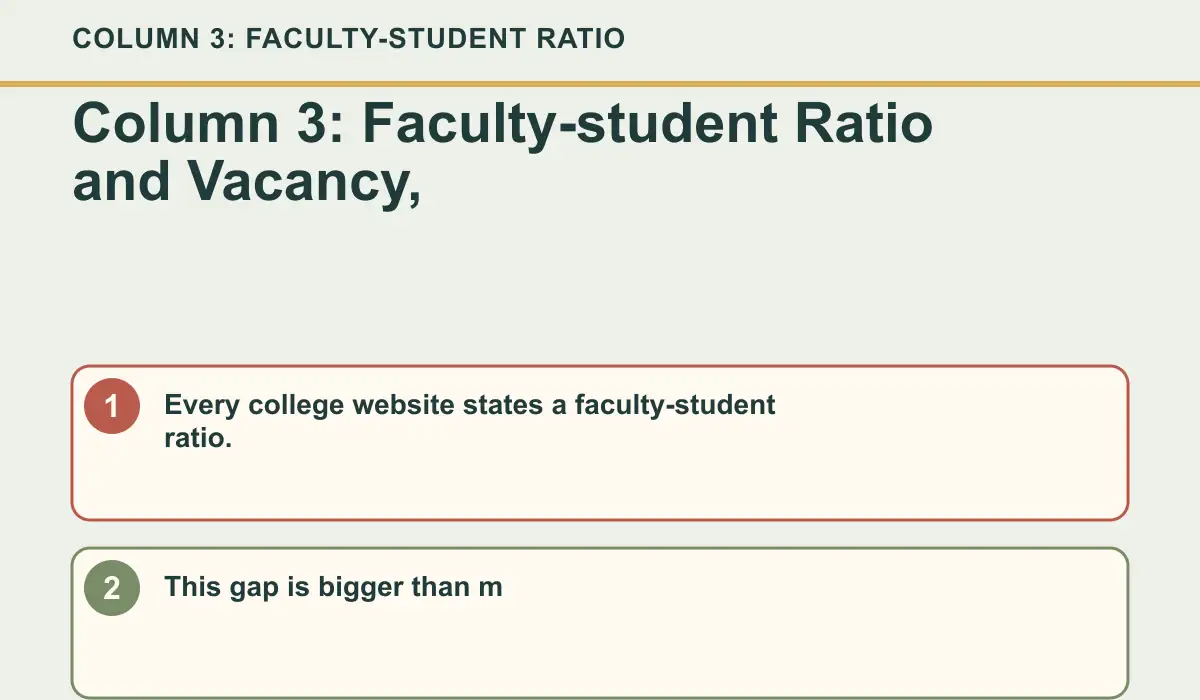 COLUMN 3: FACULTY-STUDENT RATIO
Column 3: Faculty-student Ratio
and Vacancy,
1
Every college website states a faculty-student
ratio.
2
This gap is bigger than m